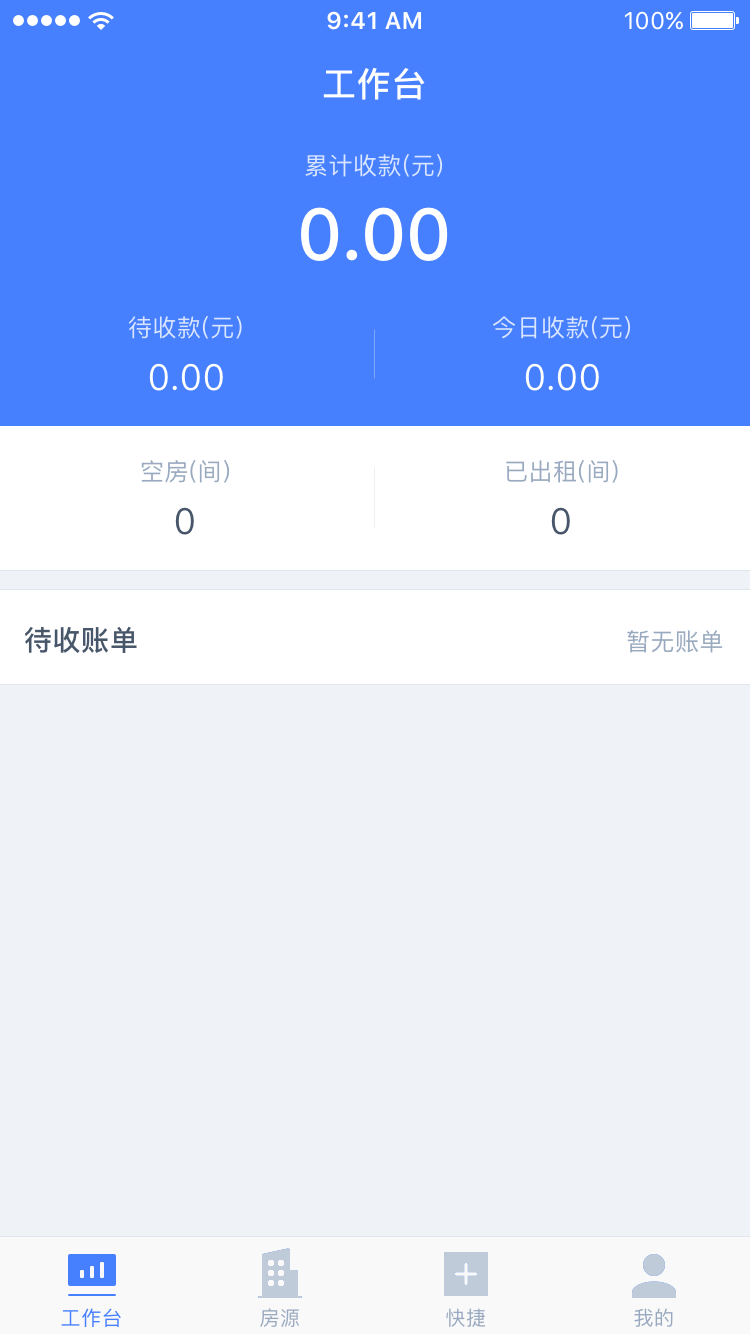 9:41 AM 100%
工作台
累计收款(元)
0.00
待收款(元) 今日收款(元)
0.00 0.00
空房(间) 已出租(间)
0 0
待收账单 暂无账单
工作台 房源 快捷 我的